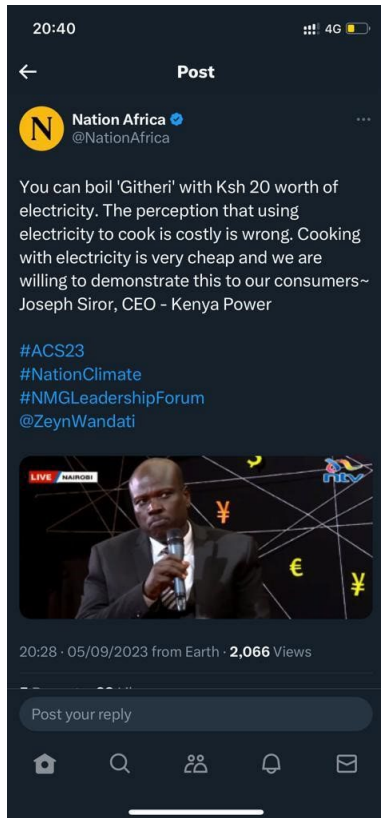 20:40
4G
Post
N
Nation Africa
@NationAfrica
You can boil 'Githeri' with Ksh 20 worth of
electricity. The perception that using
electricity to cook is costly is wrong. Cooking
with electricity is very cheap and we are
willing to demonstrate this to our consumers~
Joseph Siror, CEO - Kenya Power
#ACS23
#NationClimate
#NMGLeadershipForum
@ZeynWandati
LIVE NAIROBI
ntv
$
¥
€
¥
20:28 · 05/09/2023 from Earth · 2,066 Views
Post your reply